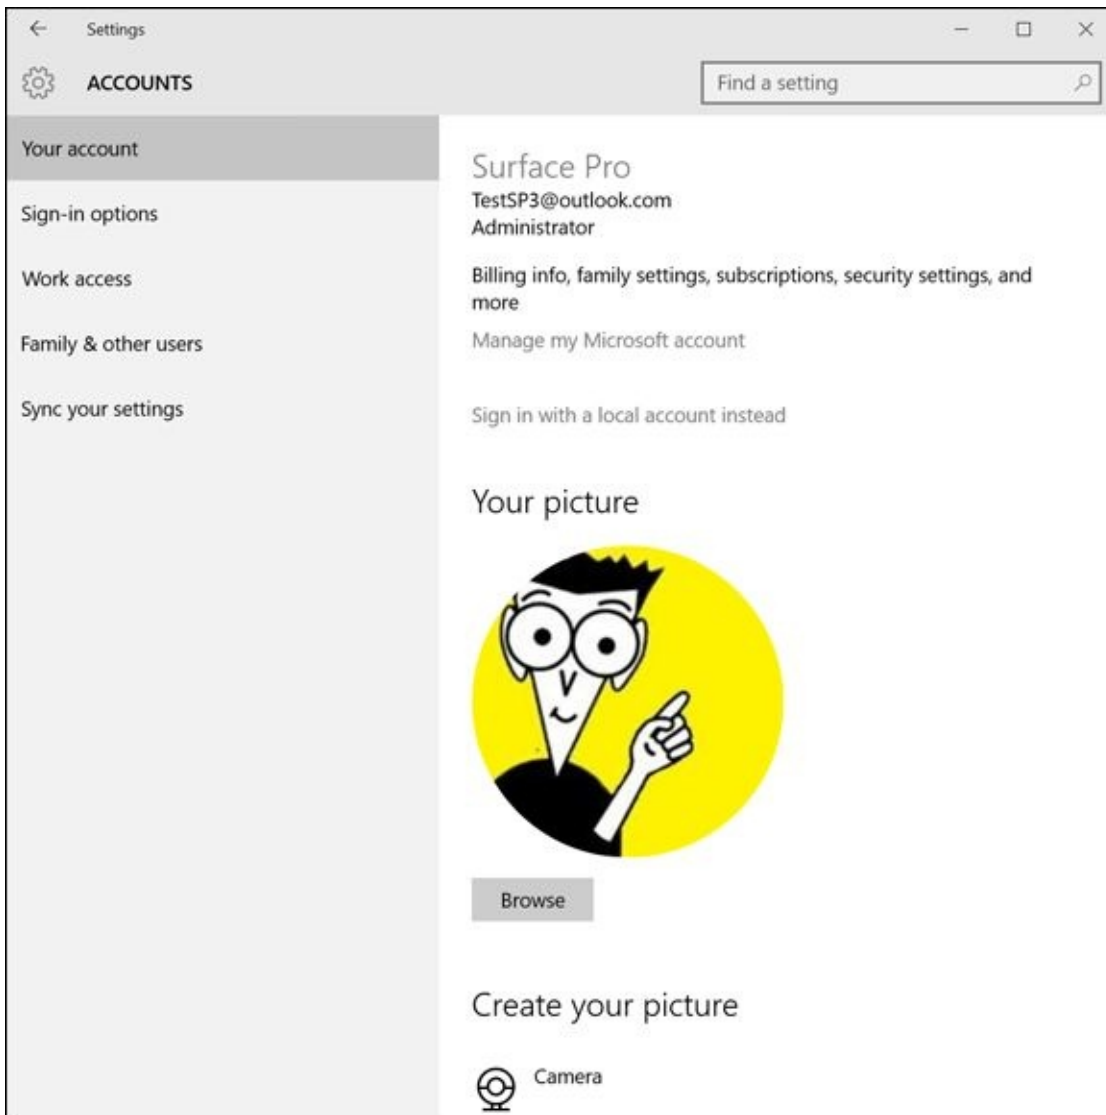 Settings
ACCOUNTS
Find a setting
Your account
Sign-in options
Work access
Family & other users
Sync your settings
Surface Pro
TestSP3@outlook.com
Administrator
Billing info, family settings, subscriptions, security settings, and
more
Manage my Microsoft account
Sign in with a local account instead
Your picture
Browse
Create your picture
Camera